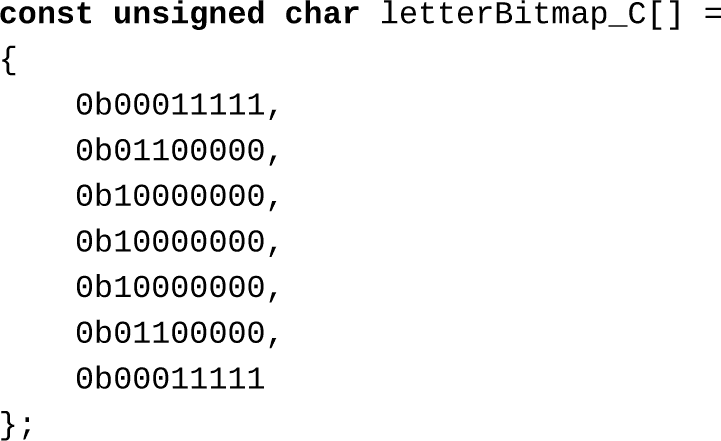 const unsigned char letterBitmap_C[] =
{
    0b00011111,
    0b01100000,
    0b10000000,
    0b10000000,
    0b10000000,
    0b01100000,
    0b00011111
};